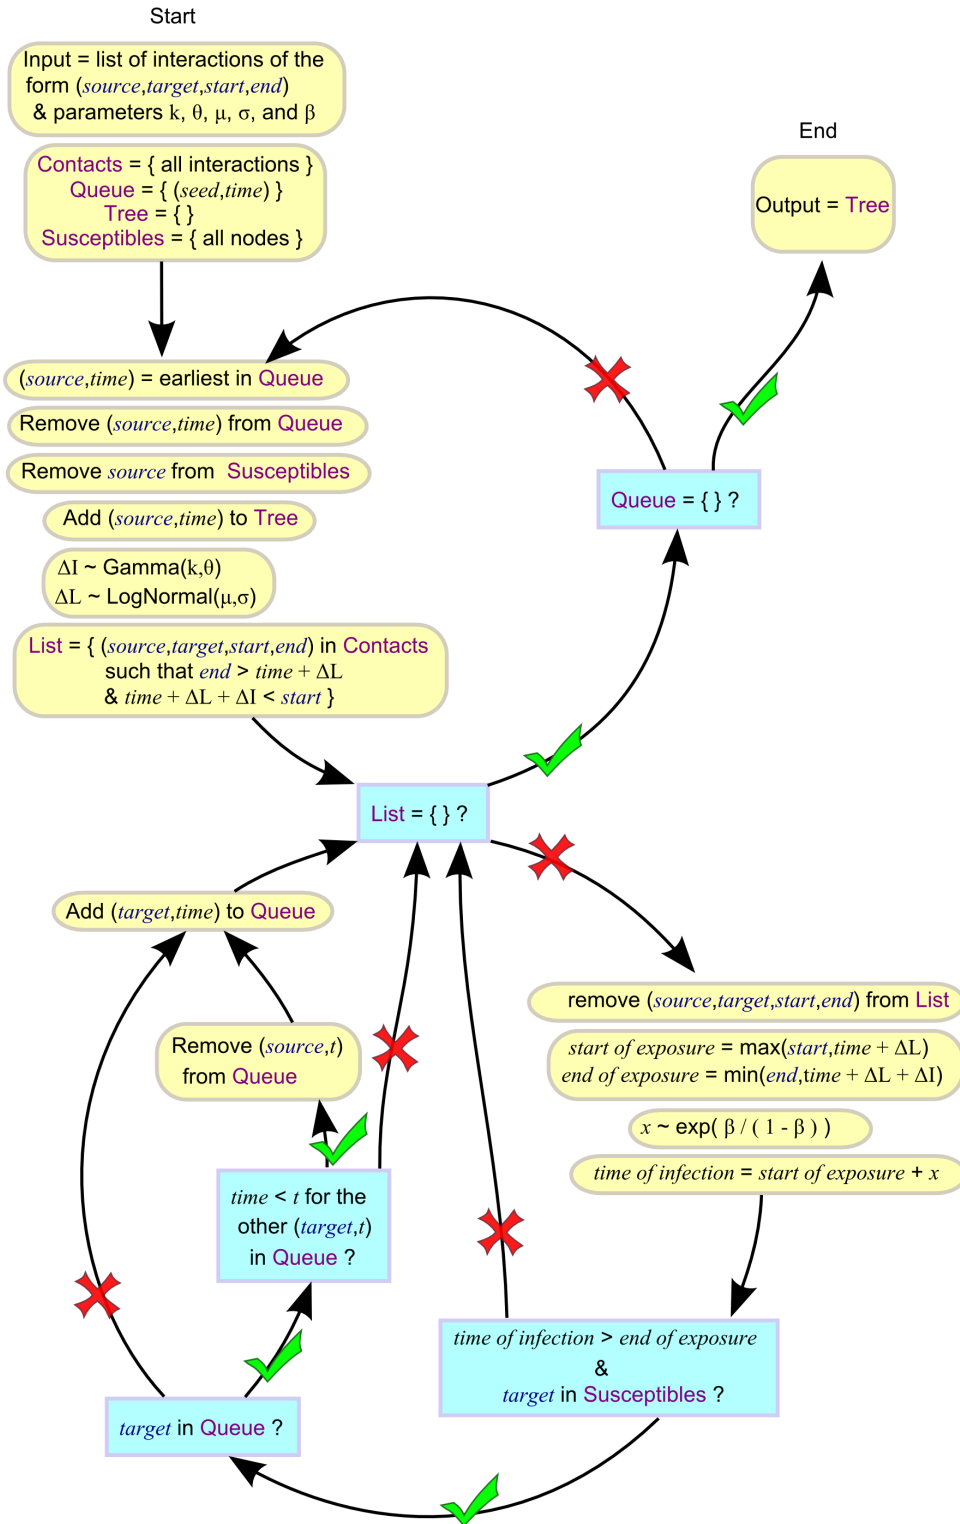 Start
Input = list of interactions of the
form (source,target,start,end)
& parameters k, θ, μ, σ, and β
Contacts = { all interactions }
Queue = { (seed,time) }
Tree = { }
Susceptibles = { all nodes }
End
Output = Tree
(source,time) = earliest in Queue
Remove (source,time) from Queue
Remove source from Susceptibles
Add (source,time) to Tree
ΔI ~ Gamma(k,θ)
ΔL ~ LogNormal(μ,σ)
List = { (source,target,start,end) in Contacts
such that end > time + ΔL
& time + ΔL + ΔI < start }
Queue = { } ?
List = { } ?
Add (target,time) to Queue
Remove (source,t)
from Queue
time < t for the
other (target,t)
in Queue ?
target in Queue ?
remove (source,target,start,end) from List
start of exposure = max(start,time + ΔL)
end of exposure = min(end,time + ΔL + ΔI)
x ~ exp( β / ( 1 - β ) )
time of infection = start of exposure + x
time of infection > end of exposure
&
target in Susceptibles ?